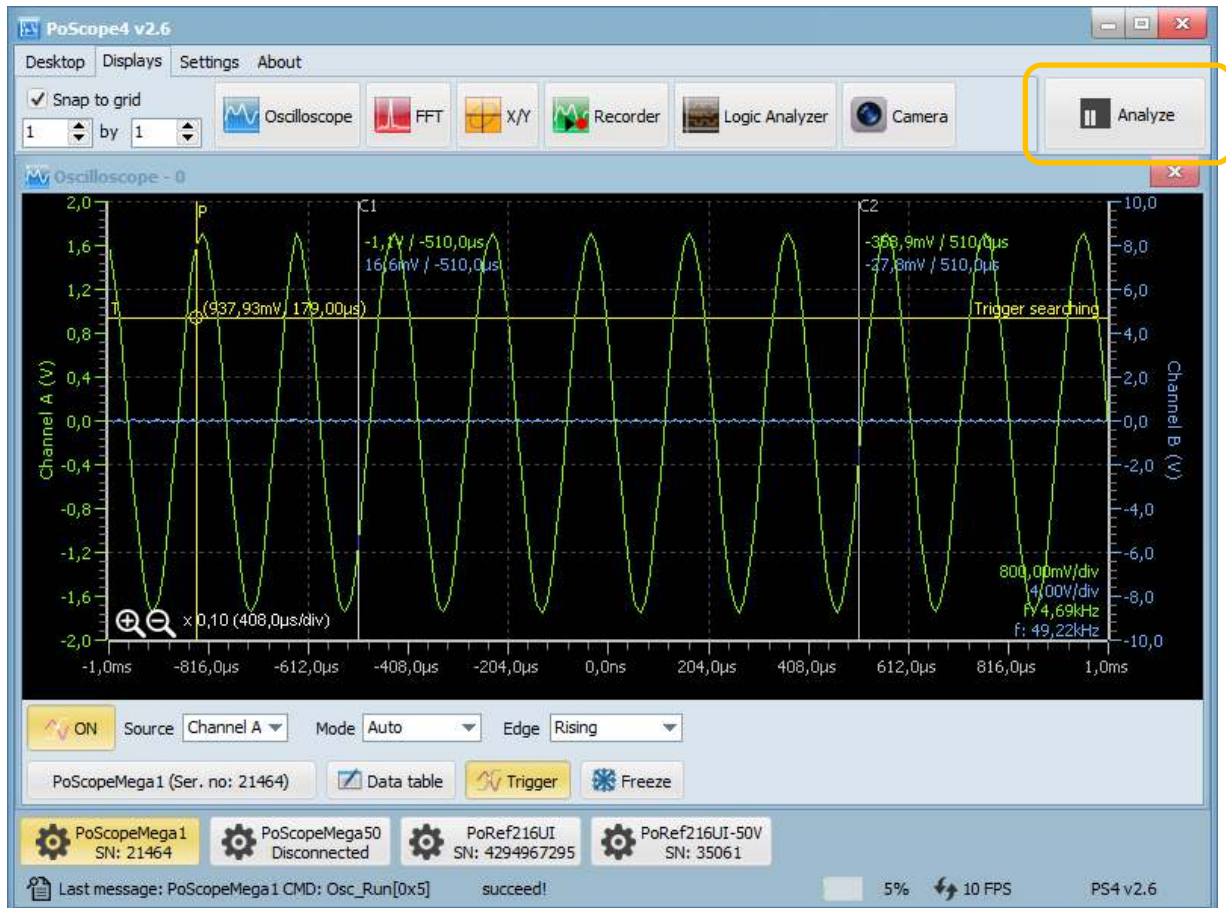 PoScope4 v2.6
Desktop Displays Settings About
Snap to grid
1 by 1
Oscilloscope FFT X/Y Recorder Logic Analyzer Camera Analyze
Oscilloscope - 0
2,0 P C1 C2 10,0
1,6 -1,1V / -510,0µs -358,9mV / 510,0µs 8,0
16,6mV / -510,0µs -27,8mV / 510,0µs
1,2 6,0
T (937,93mV, 179,00µs) Trigger searching
0,8 4,0
0,4 2,0
Channel A (V)
0,0 0,0
Channel B (V)
-0,4 -2,0
-0,8 -4,0
-1,2 -6,0
800,00mV/div
4,00V/div
-1,6 -8,0
x 0,10 (408,0µs/div) f: 4,69kHz
f: 49,22kHz
-2,0 -10,0
-1,0ms -816,0µs -612,0µs -408,0µs -204,0µs 0,0ns 204,0µs 408,0µs 612,0µs 816,0µs 1,0ms
ON Source Channel A Mode Auto Edge Rising
PoScopeMega1 (Ser. no: 21464) Data table Trigger Freeze
PoScopeMega1 PoScopeMega50 PoRef216UI PoRef216UI-50V
SN: 21464 Disconnected SN: 4294967295 SN: 35061
Last message: PoScopeMega1 CMD: Osc_Run[0x5] succeed! 5% 10 FPS PS4 v2.6